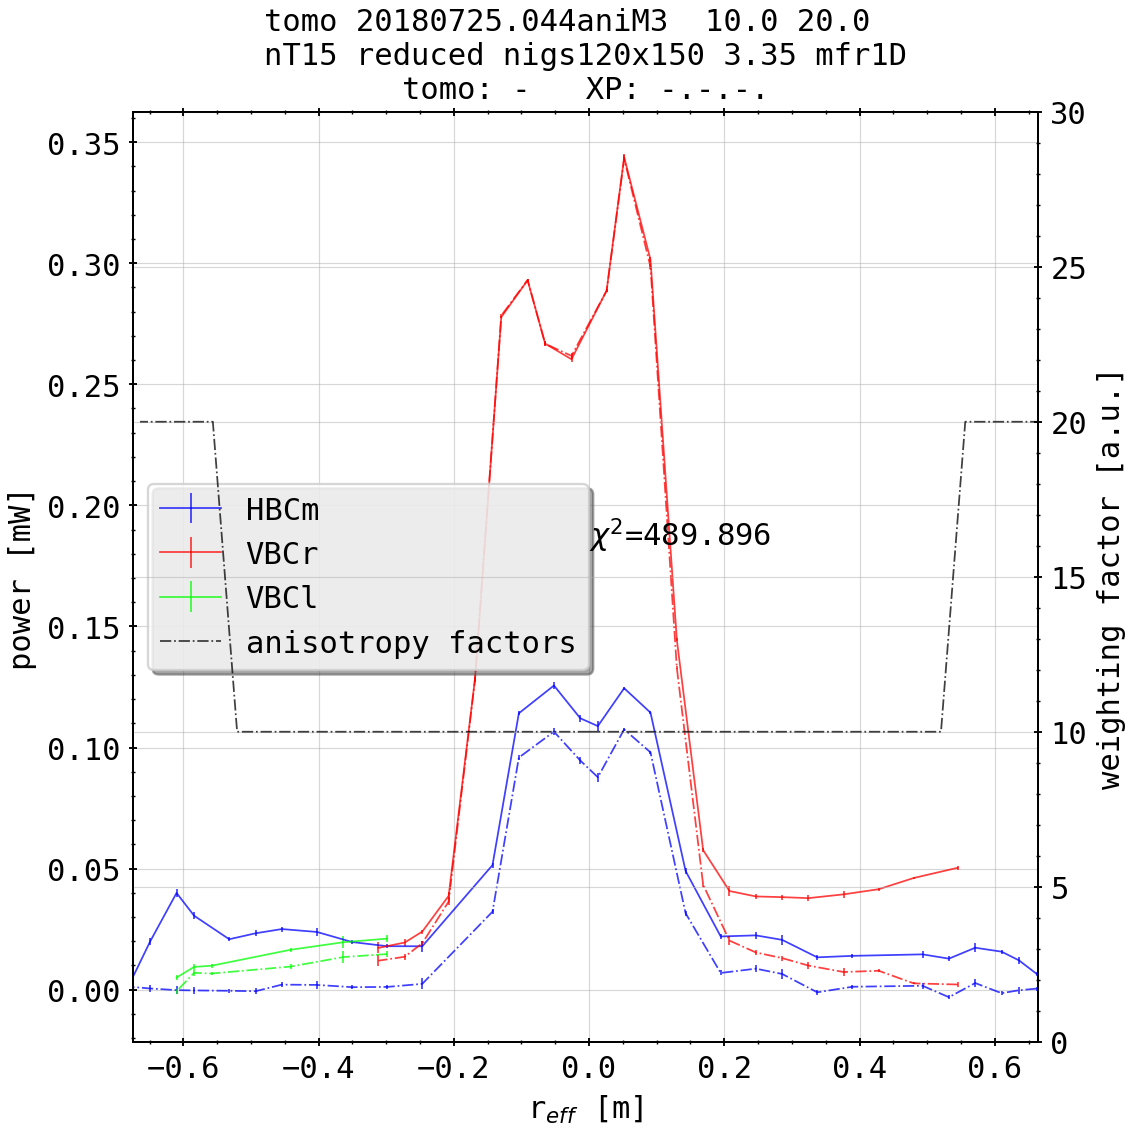 tomo 20180725.044aniM3  10.0 20.0
nT15 reduced nigs120x150 3.35 mfr1D
tomo: -   XP: -.-.-.
0.35
0.30
0.25
0.20
0.15
0.10
0.05
0.00
power [mW]
30
25
20
15
10
5
0
weighting factor [a.u.]
HBCm
VBCr
VBCl
anisotropy factors
χ²=489.896
−0.6
−0.4
−0.2
0.0
0.2
0.4
0.6
r_eff [m]